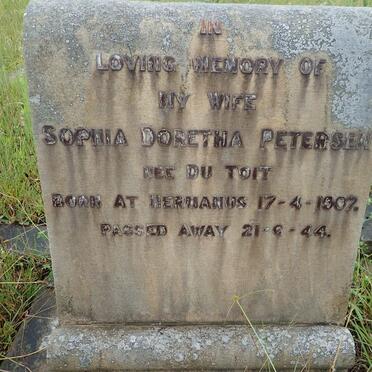 IN
LOVING MEMORY OF
MY WIFE
SOPHIA DORETHA PETERSEN
NEE DU TOIT
BORN AT HERMANUS 17-4-1907.
PASSED AWAY 21-9-44.